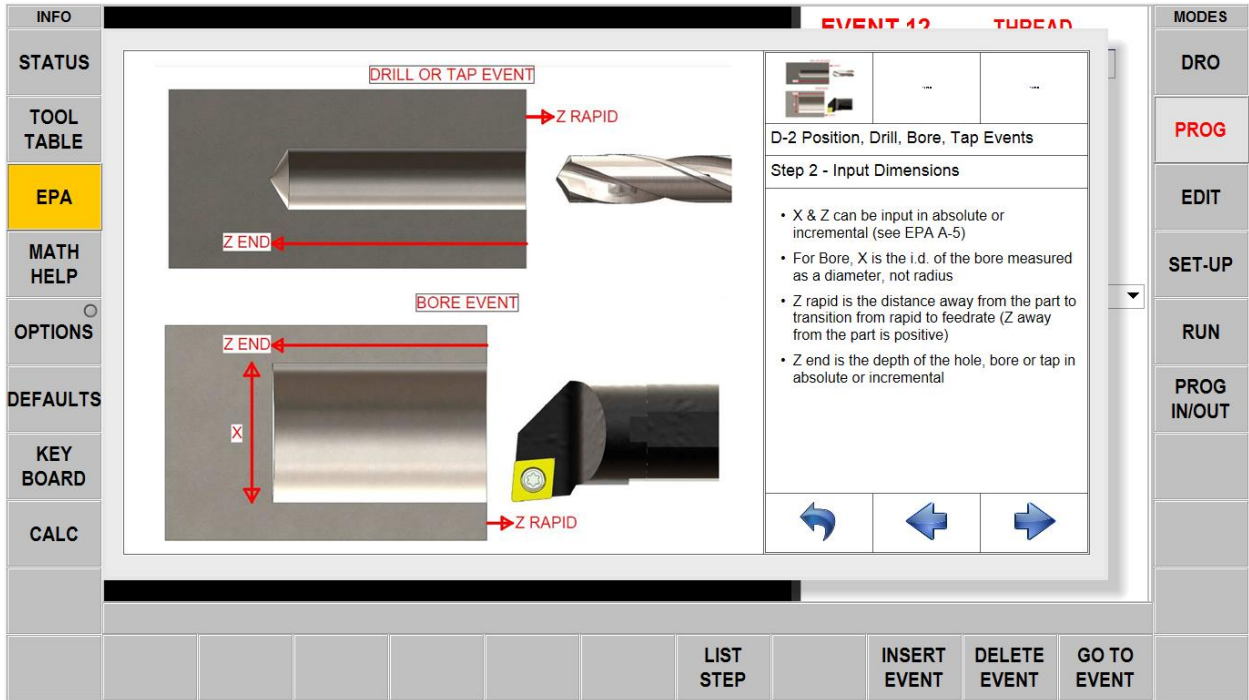 INFO
EVENT 12 THREAD
MODES
STATUS
TOOL
TABLE
EPA
MATH
HELP
OPTIONS
DEFAULTS
KEY
BOARD
CALC
DRILL OR TAP EVENT
Z RAPID
Z END
BORE EVENT
Z END
X
Z RAPID
D-2 Position, Drill, Bore, Tap Events
Step 2 - Input Dimensions
• X & Z can be input in absolute or
incremental (see EPA A-5)
• For Bore, X is the i.d. of the bore measured
as a diameter, not radius
• Z rapid is the distance away from the part to
transition from rapid to feedrate (Z away
from the part is positive)
• Z end is the depth of the hole, bore or tap in
absolute or incremental
DRO
PROG
EDIT
SET-UP
RUN
PROG
IN/OUT
LIST
STEP
INSERT
EVENT
DELETE
EVENT
GO TO
EVENT